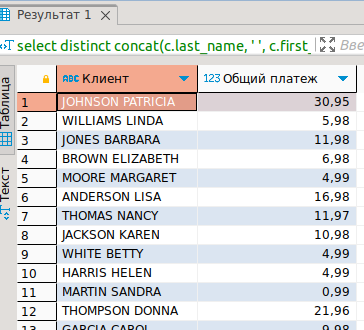 Результат 1
select distinct concat(c.last_name, ' ', c.first_
Таблица
Текст
ABC Клиент 123 Общий платеж
1 JOHNSON PATRICIA 30,95
2 WILLIAMS LINDA 5,98
3 JONES BARBARA 11,98
4 BROWN ELIZABETH 6,98
5 MOORE MARGARET 4,99
6 ANDERSON LISA 16,98
7 THOMAS NANCY 11,97
8 JACKSON KAREN 10,98
9 WHITE BETTY 4,99
10 HARRIS HELEN 4,99
11 MARTIN SANDRA 0,99
12 THOMPSON DONNA 21,96
13 GARCIA CAROL 9,98